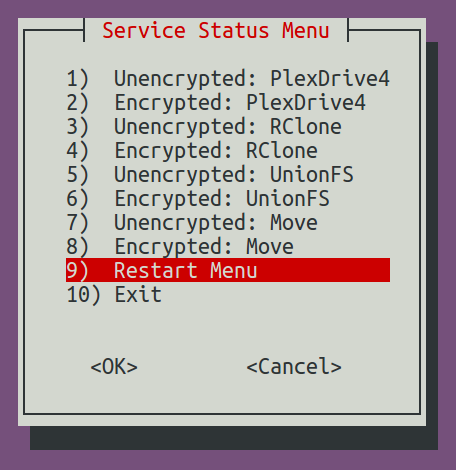 Service Status Menu
1) Unencrypted: PlexDrive4
2) Encrypted: PlexDrive4
3) Unencrypted: RClone
4) Encrypted: RClone
5) Unencrypted: UnionFS
6) Encrypted: UnionFS
7) Unencrypted: Move
8) Encrypted: Move
9) Restart Menu
10) Exit
<OK> <Cancel>